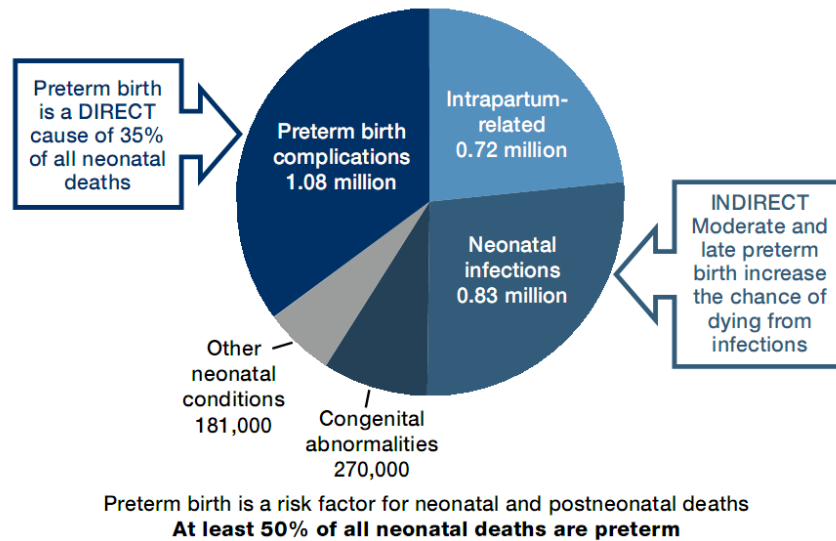 Preterm birth
is a DIRECT
cause of 35%
of all neonatal
deaths
Preterm birth
complications
1.08 million
Intrapartum-
related
0.72 million
INDIRECT
Moderate and
late preterm
birth increase
the chance of
dying from
infections
Neonatal
infections
0.83 million
Other
neonatal
conditions
181,000
Congenital
abnormalities
270,000
Preterm birth is a risk factor for neonatal and postneonatal deaths
At least 50% of all neonatal deaths are preterm